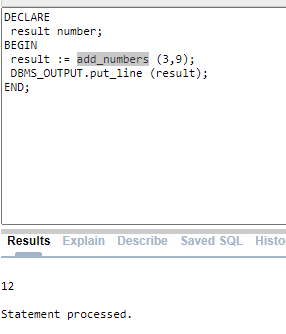 DECLARE
result number;
BEGIN
result := add_numbers (3,9);
DBMS_OUTPUT.put_line (result);
END;
Results Explain Describe Saved SQL Histo
12
Statement processed.